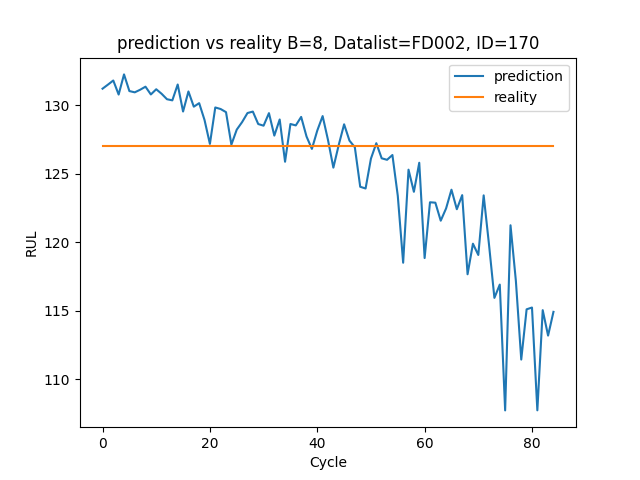 prediction vs reality B=8, Datalist=FD002, ID=170
prediction
reality
RUL
130
125
120
115
110
0 20 40 60 80
Cycle